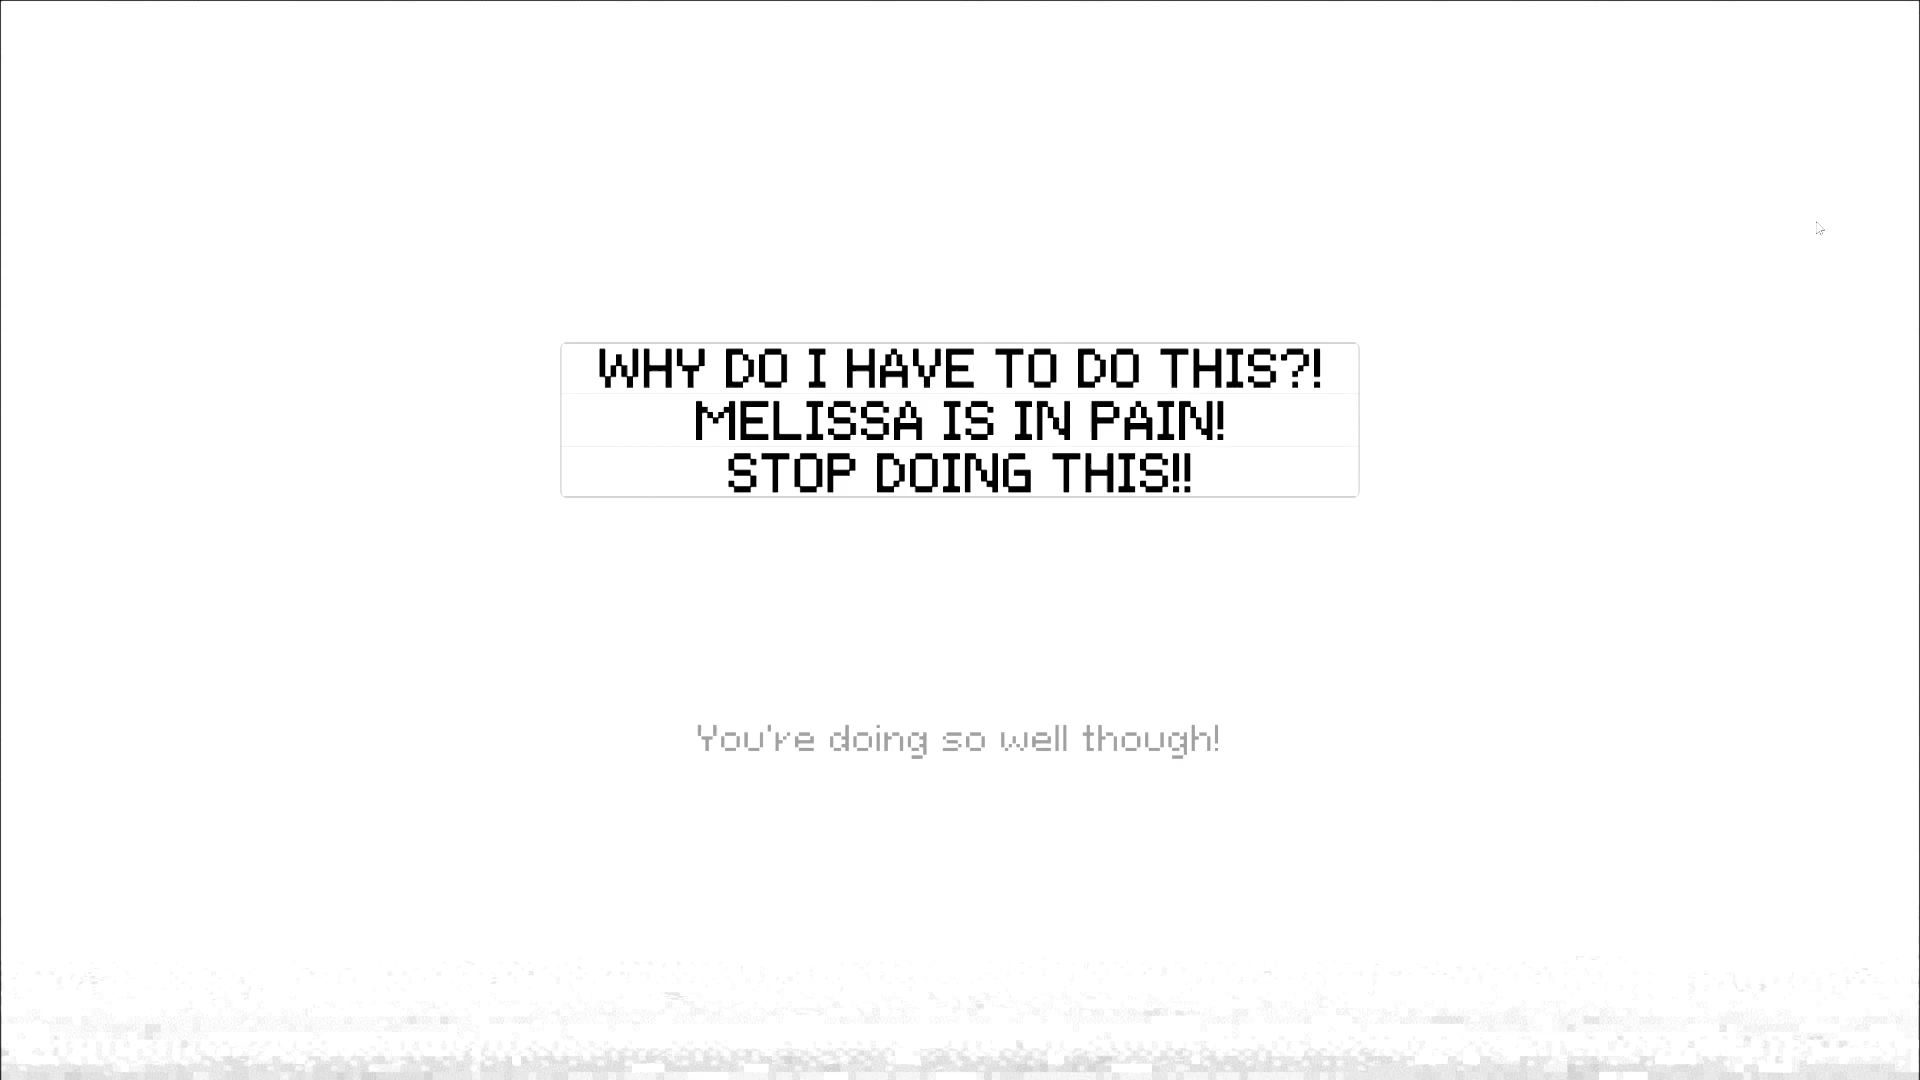 WHY DO I HAVE TO DO THIS?!
MELISSA IS IN PAIN!
STOP DOING THIS!!
You're doing so well though!